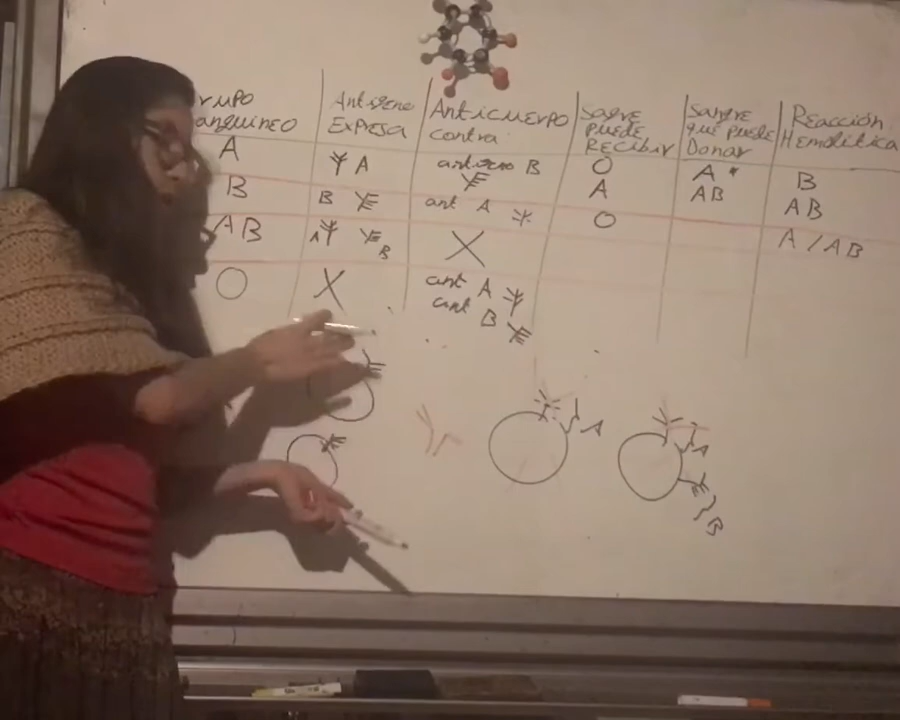 rupo
anguineo
Antígeno
Expresa
Anticuerpo
contra
Sagre
puede
Recibir
Sangre
que puede
Donar
Reacción
Hemolítica
A
A
antígeno B
O
A
A *
AB
B
AB
B
B
ant A
O
A / AB
AB
A
B
X
O
X
ant A
ant B
A
A
B